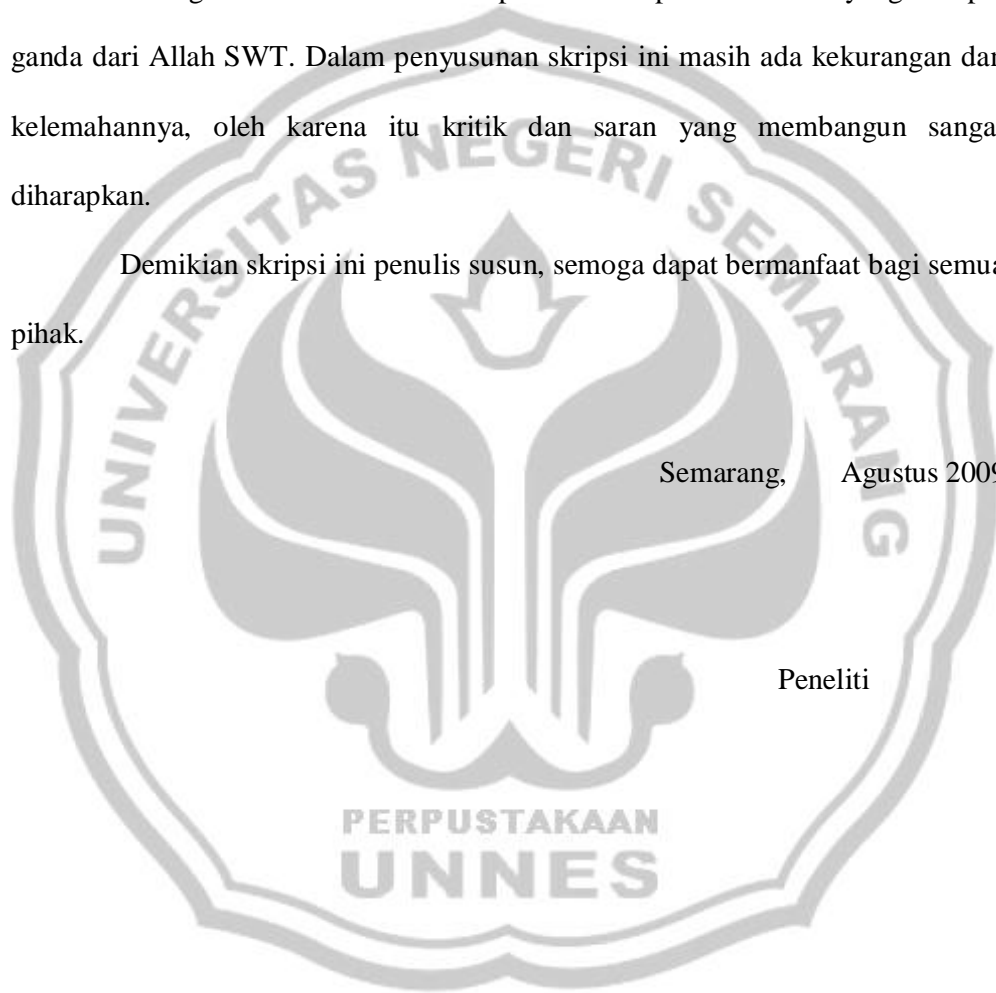 ganda dari Allah SWT. Dalam penyusunan skripsi ini masih ada kekurangan dan
kelemahannya, oleh karena itu kritik dan saran yang membangun
diharapkan.
Demikian skripsi ini penulis susun, semoga dapat bermanfaat bagi semua
pihak.
Semarang, Agustus 2009
Peneliti
UNIVERSITAS NEGERI SEMARANG
PERPUSTAKAAN
UNNES